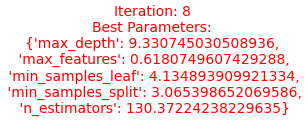 Iteration: 8
Best Parameters:
{'max_depth': 9.330745030508936,
'max_features': 0.6180749607429288,
'min_samples_leaf': 4.134893909921334,
'min_samples_split': 3.065398652069586,
'n_estimators': 130.37224238229635}